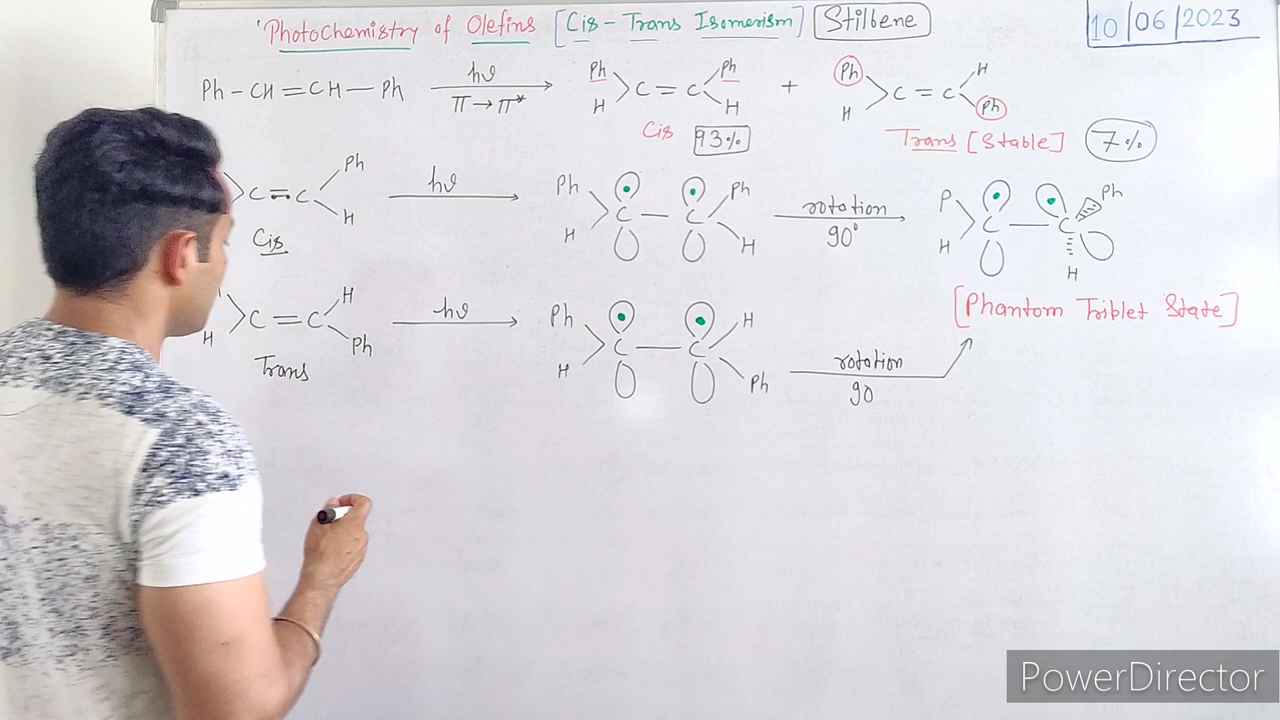 Photochemistry of Olefins [Cis-Trans Isomerism] Stilbene
10/06/2023
Ph-CH=CH-Ph hν π→π* Ph H C=C Ph H + Ph H C=C H Ph
Cis 93% Trans [Stable] 7%
C=C Ph H hν Ph H C-C Ph H rotation 90° P H C-C Ph H
Cis
[Phantom Triblet State]
H C=C H Ph hν Ph H C-C H Ph rotation 90
Trans
PowerDirector